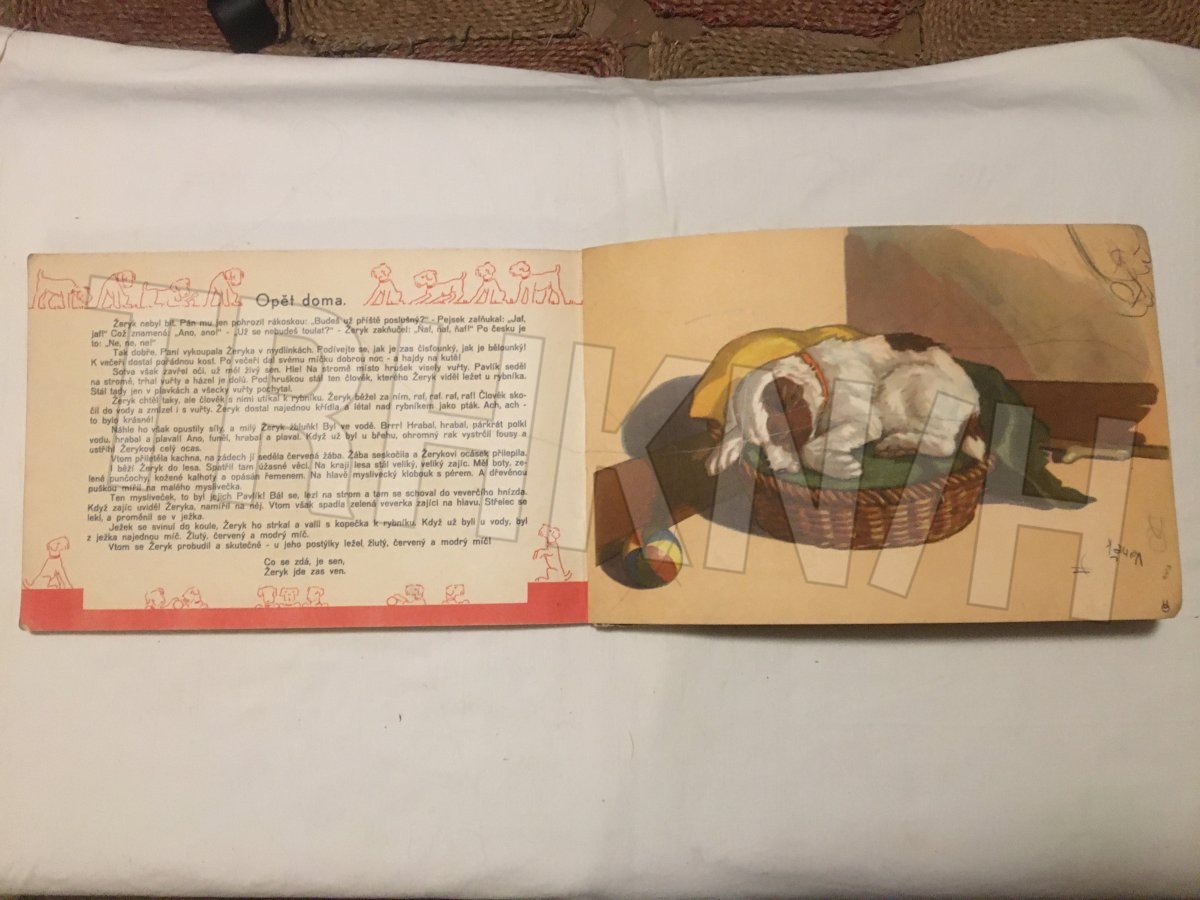 Opět doma.
Žeryk nebyl bit. Pán mu jen pohrozil rákoskou: „Budeš už příště poslušný?" - Pejsek zafňukal: „Jaf,
jaf!" Což znamená: „Ano, ano!" - „Už se nebudeš toulat?" - Žeryk zakňučel: „Ňaf, ňaf, ňaf!" Po česku je
to: „Ne, ne, ne!"
Tak dobře. Paní vykoupala Žeryka v mydlinkách. Podívejte se, jak je zas čisťounký, jak je bělounký!
K večeři dostal pořádnou kost. Po večeři dal svému míčku dobrou noc - a hajdy na kutě!
Sotva však zavřel oči, už měl živý sen. Hle! Na stromě místo hrušek visely vuřty. Pavlík seděl
na stromě, trhal vuřty a házel je dolů. Pod hruškou stál ten člověk, kterého Žeryk viděl ležet u rybníka.
Stál tady jen v plavkách a všecky vuřty pochytal.
Žeryk chtěl taky, ale člověk s nimi utíkal k rybníku. Žeryk běžel za ním, raf, raf, raf, raf! Člověk sko-
čil do vody a zmizel i s vuřty. Žeryk dostal najednou křídla a létal nad rybníkem jako pták. Ach, ach -
to bylo krásné!
Náhle ho však opustily síly, a milý Žeryk žbluňk! Byl ve vodě. Brrr! Hrabal, hrabal, párkrát polkl
vodu, hrabal a plaval! Ano, funěl, hrabal a plaval. Když už byl u břehu, ohromný rak vystrčil fousy a
ustřihl Žerykovi celý ocas.
Vtom přilétěla kachna, na zádech jí seděla červená žába. Žába seskočila a Žerykovi ocásek přilepila.
I běží Žeryk do lesa. Spatřil tam úžasné věci. Na kraji lesa stál veliký, veliký zajíc. Měl boty, ze-
lené punčochy, kožené kalhoty a opásán řemenem. Na hlavě myslivecký klobouk s pérem. A dřevěnou
puškou mířil na malého myslivečka.
Ten mysliveček, to byl jejich Pavlík! Bál se, lezl na strom a tam se schoval do veverčího hnízda.
Když zajíc uviděl Žeryka, namířil na něj. Vtom však spadla zelená veverka zajíci na hlavu. Střelec se
lekl, a proměnil se v ježka.
Ježek se svinul do koule, Žeryk ho strkal a valil s kopečka k rybníku. Když už byli u vody, byl
z ježka najednou míč. Žlutý, červený a modrý míč.
Vtom se Žeryk probudil a skutečně - u jeho postýlky ležel žlutý, červený a modrý míč!
Co se zdá, je sen,
Žeryk jde zas ven.
TRHKNIH